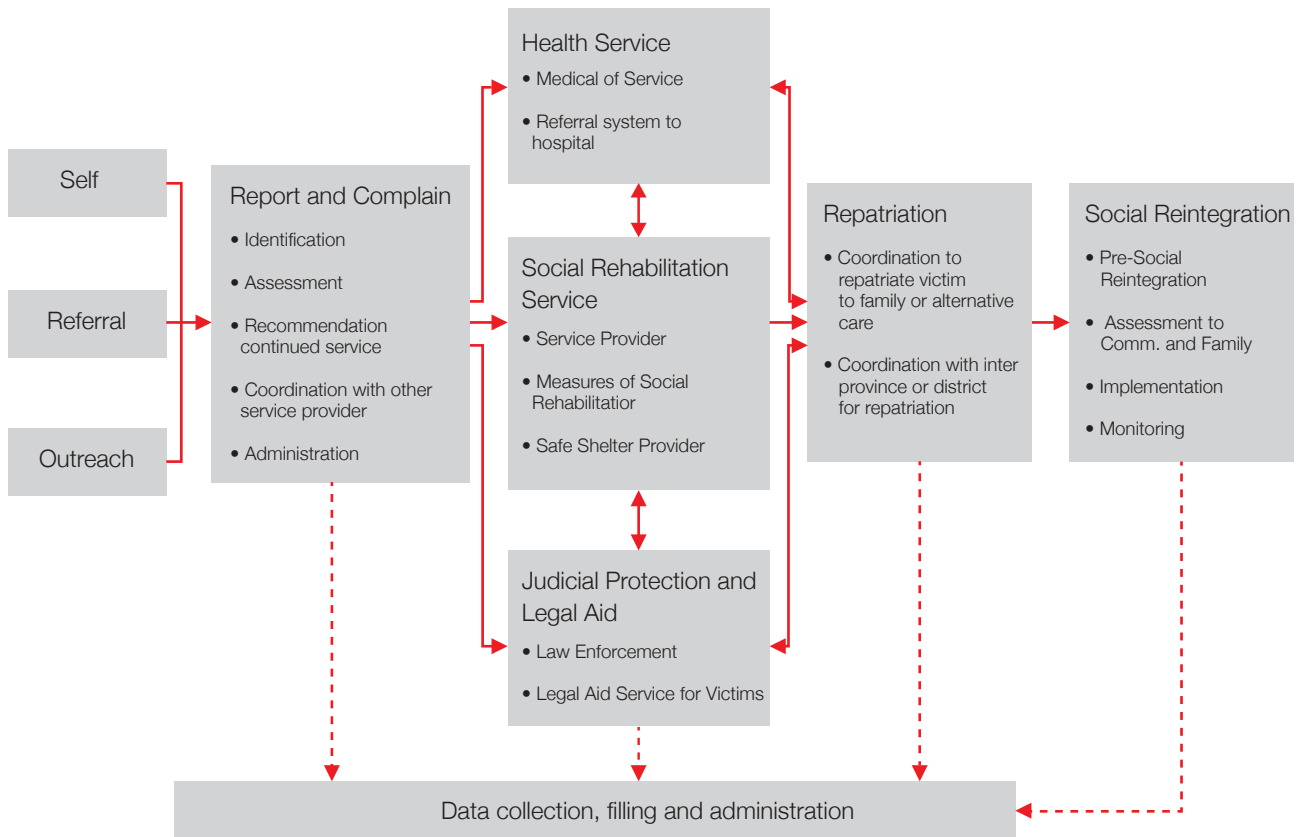 Self
Referral
Outreach
Report and Complain
• Identification
• Assessment
• Recommendation
continued service
• Coordination with other
service provider
• Administration
Health Service
• Medical of Service
• Referral system to
hospital
Social Rehabilitation
Service
• Service Provider
• Measures of Social
Rehabilitatior
• Safe Shelter Provider
Judicial Protection and
Legal Aid
• Law Enforcement
• Legal Aid Service for Victims
Repatriation
• Coordination to
repatriate victim
to family or alternative
care
• Coordination with inter
province or district
for repatriation
Social Reintegration
• Pre-Social
Reintegration
• Assessment to
Comm. and Family
• Implementation
• Monitoring
Data collection, filling and administration